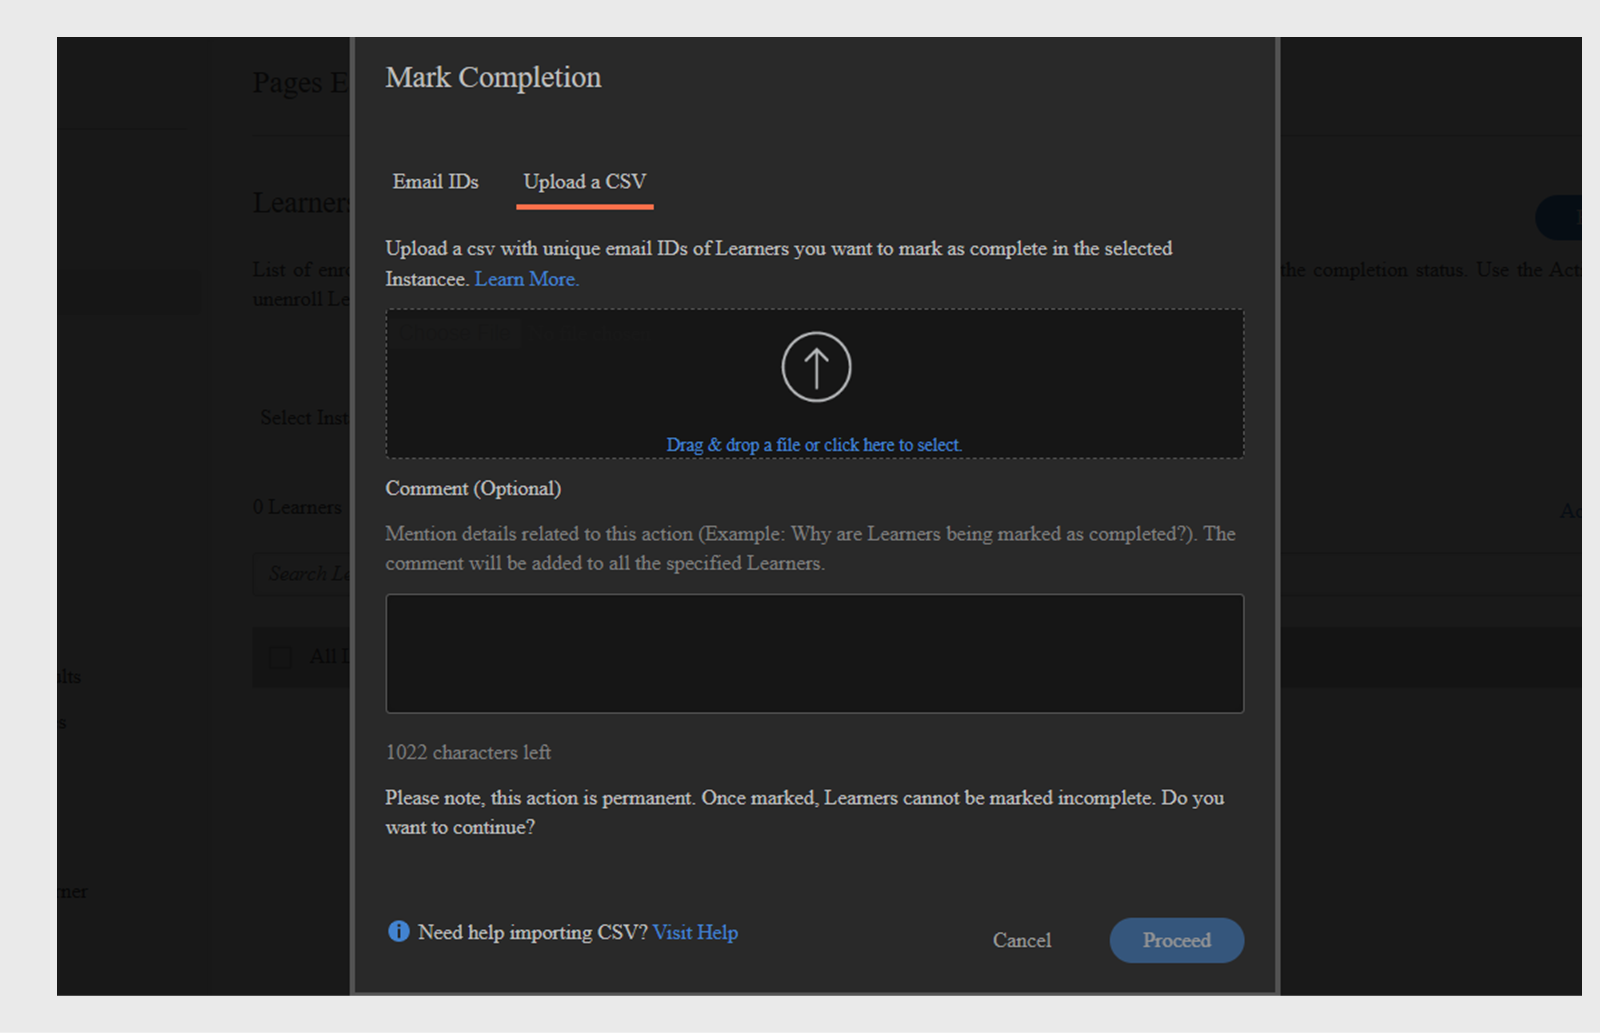 Pages E
Mark Completion
Email IDs
Upload a CSV
Learners
Upload a csv with unique email IDs of Learners you want to mark as complete in the selected
Instancee. Learn More.
List of enro
the completion status. Use the Act
unenroll Le
Choose File
Drag & drop a file or click here to select.
Select Inst
Comment (Optional)
0 Learners
Mention details related to this action (Example: Why are Learners being marked as completed?). The
comment will be added to all the specified Learners.
Search Le
All L
1022 characters left
Please note, this action is permanent. Once marked, Learners cannot be marked incomplete. Do you
want to continue?
Need help importing CSV? Visit Help
Cancel
Proceed